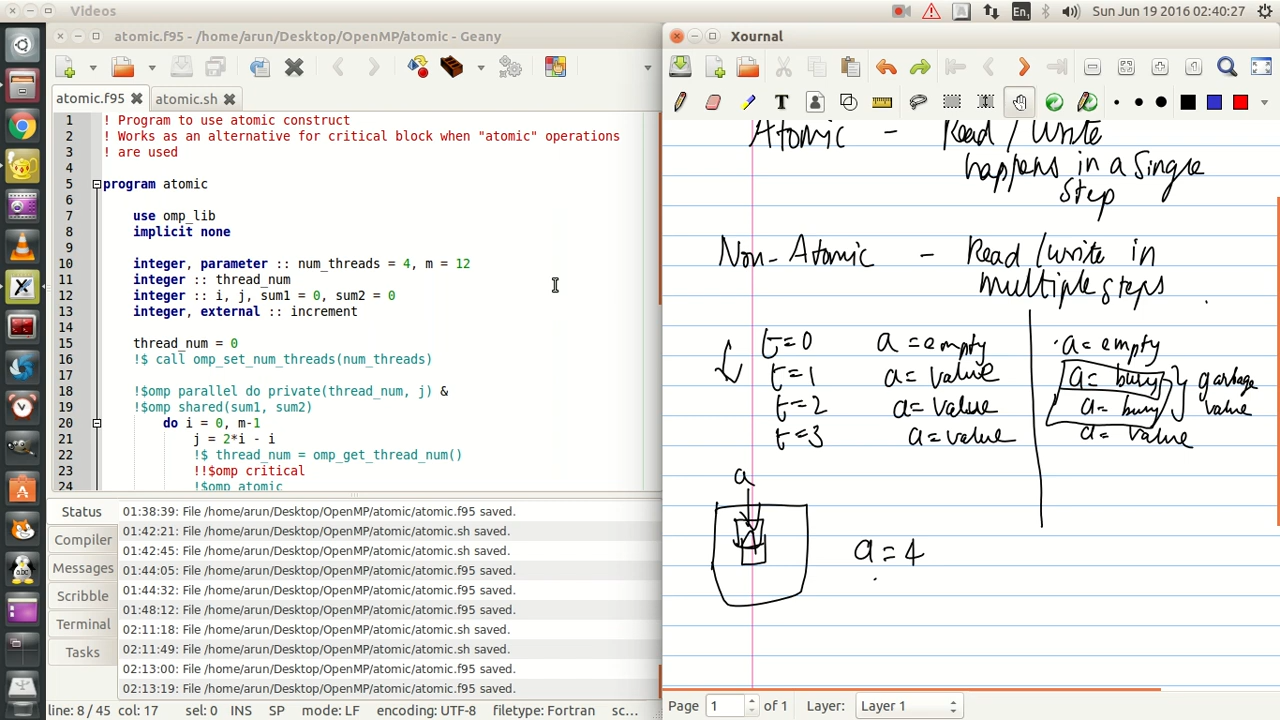 Videos
Sun Jun 19 2016 02:40:27
En
atomic.f95 - /home/arun/Desktop/OpenMP/atomic - Geany
Xournal
atomic.f95
atomic.sh
1 ! Program to use atomic construct
2 ! Works as an alternative for critical block when "atomic" operations
3 ! are used
4
5 program atomic
6
7 use omp_lib
8 implicit none
9
10 integer, parameter :: num_threads = 4, m = 12
11 integer :: thread_num
12 integer :: i, j, sum1 = 0, sum2 = 0
13 integer, external :: increment
14
15 thread_num = 0
16 !$ call omp_set_num_threads(num_threads)
17
18 !$omp parallel do private(thread_num, j) &
19 !$omp shared(sum1, sum2)
20 do i = 0, m-1
21 j = 2*i - i
22 !$ thread_num = omp_get_thread_num()
23 !!$omp critical
24 !$omp atomic
Status
Compiler
Messages
Scribble
Terminal
Tasks
01:38:39: File /home/arun/Desktop/OpenMP/atomic/atomic.f95 saved.
01:42:21: File /home/arun/Desktop/OpenMP/atomic/atomic.sh saved.
01:42:45: File /home/arun/Desktop/OpenMP/atomic/atomic.f95 saved.
01:44:05: File /home/arun/Desktop/OpenMP/atomic/atomic.f95 saved.
01:44:32: File /home/arun/Desktop/OpenMP/atomic/atomic.f95 saved.
01:48:12: File /home/arun/Desktop/OpenMP/atomic/atomic.f95 saved.
02:11:18: File /home/arun/Desktop/OpenMP/atomic/atomic.sh saved.
02:11:49: File /home/arun/Desktop/OpenMP/atomic/atomic.sh saved.
02:13:00: File /home/arun/Desktop/OpenMP/atomic/atomic.f95 saved.
02:13:19: File /home/arun/Desktop/OpenMP/atomic/atomic.f95 saved.
line: 8 / 45 col: 17 sel: 0 INS SP mode: LF encoding: UTF-8 filetype: Fortran sc...
Atomic - Read / Write
happens in a single
step
Non-Atomic - Read / write in
multiple steps
t=0 a=empty a=empty
t=1 a=value a=busy garbage
t=2 a=value a=busy value
t=3 a=value a=value
a
a=4
Page 1 of 1 Layer: Layer 1